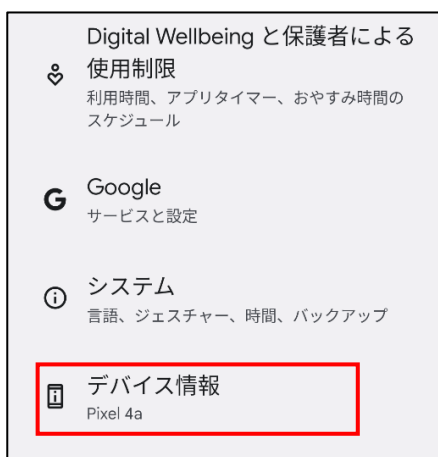 Digital Wellbeing と保護者による
使用制限
利用時間、アプリタイマー、おやすみ時間の
スケジュール
Google
サービスと設定
システム
言語、ジェスチャー、時間、バックアップ
デバイス情報
Pixel 4a